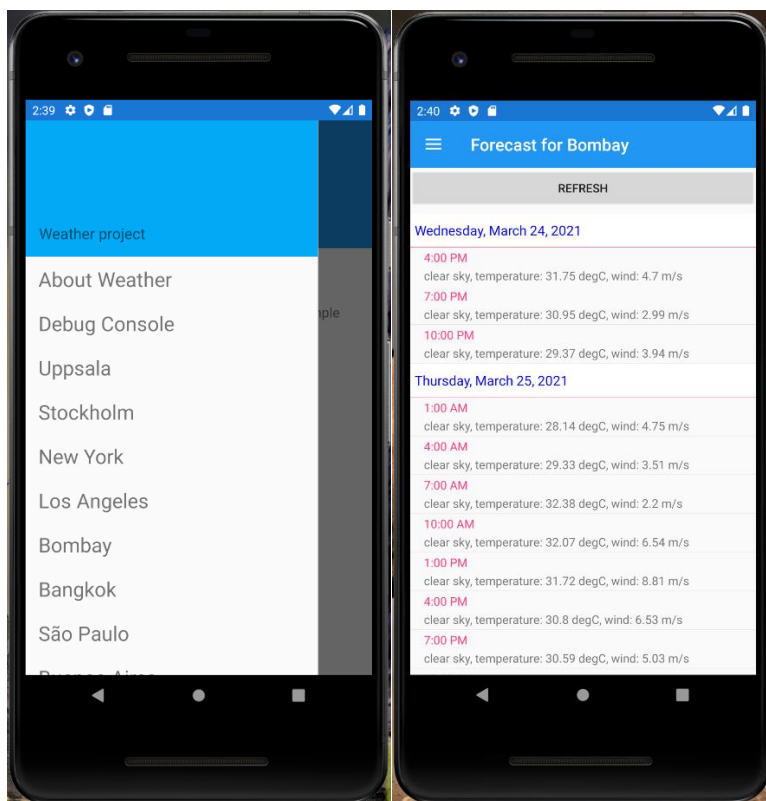 2:39
Weather project
About Weather
Debug Console
Uppsala
Stockholm
New York
Los Angeles
Bombay
Bangkok
São Paulo
2:40
Forecast for Bombay
REFRESH
Wednesday, March 24, 2021
4:00 PM
clear sky, temperature: 31.75 degC, wind: 4.7 m/s
7:00 PM
clear sky, temperature: 30.95 degC, wind: 2.99 m/s
10:00 PM
clear sky, temperature: 29.37 degC, wind: 3.94 m/s
Thursday, March 25, 2021
1:00 AM
clear sky, temperature: 28.14 degC, wind: 4.75 m/s
4:00 AM
clear sky, temperature: 29.33 degC, wind: 3.51 m/s
7:00 AM
clear sky, temperature: 32.38 degC, wind: 2.2 m/s
10:00 AM
clear sky, temperature: 32.07 degC, wind: 6.54 m/s
1:00 PM
clear sky, temperature: 31.72 degC, wind: 8.81 m/s
4:00 PM
clear sky, temperature: 30.8 degC, wind: 6.53 m/s
7:00 PM
clear sky, temperature: 30.59 degC, wind: 5.03 m/s